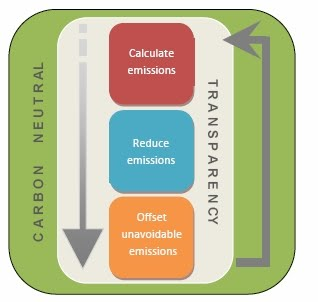 CARBON NEUTRAL
Calculate
emissions
Reduce
emissions
Offset
unavoidable
emissions
TRANSPARENCY